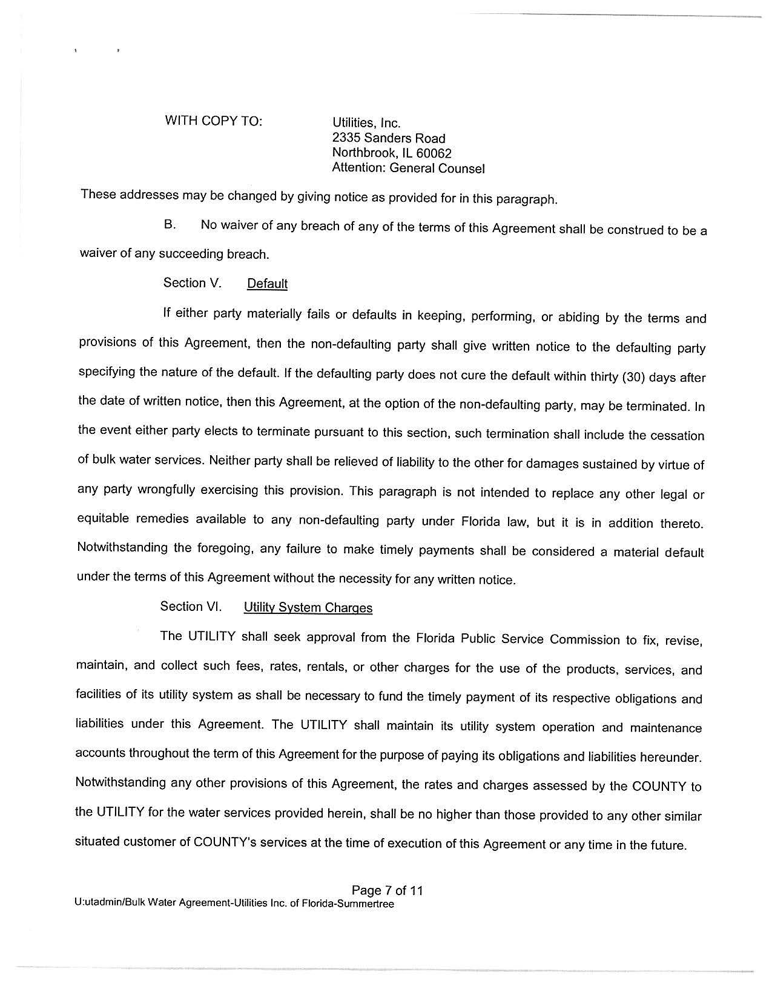 WITH COPY TO:
Utilities, Inc.
2335 Sanders Road
Northbrook, IL 60062
Attention: General Counsel
These addresses may be changed by giving notice as provided for in this paragraph.
B. No waiver of any breach of any of the terms of this Agreement shall be construed to be a
waiver of any succeeding breach.
Section V. Default
If either party materially fails or defaults in keeping, performing, or abiding by the terms and
provisions of this Agreement, then the non-defaulting party shall give written notice to the defaulting party
specifying the nature of the default. If the defaulting party does not cure the default within thirty (30) days after
the date of written notice, then this Agreement, at the option of the non-defaulting party, may be terminated. In
the event either party elects to terminate pursuant to this section, such termination shall include the cessation
of bulk water services. Neither party shall be relieved of liability to the other for damages sustained by virtue of
any party wrongfully exercising this provision. This paragraph is not intended to replace any other legal or
equitable remedies available to any non-defaulting party under Florida law, but it is in addition thereto.
Notwithstanding the foregoing, any failure to make timely payments shall be considered a material default
under the terms of this Agreement without the necessity for any written notice.
Section VI. Utility System Charges
The UTILITY shall seek approval from the Florida Public Service Commission to fix, revise,
maintain, and collect such fees, rates, rentals, or other charges for the use of the products, services, and
facilities of its utility system as shall be necessary to fund the timely payment of its respective obligations and
liabilities under this Agreement. The UTILITY shall maintain its utility system operation and maintenance
accounts throughout the term of this Agreement for the purpose of paying its obligations and liabilities hereunder.
Notwithstanding any other provisions of this Agreement, the rates and charges assessed by the COUNTY to
the UTILITY for the water services provided herein, shall be no higher than those provided to any other similar
situated customer of COUNTY's services at the time of execution of this Agreement or any time in the future.
Page 7 of 11
U:utadmin/Bulk Water Agreement-Utilities Inc. of Florida-Summertree